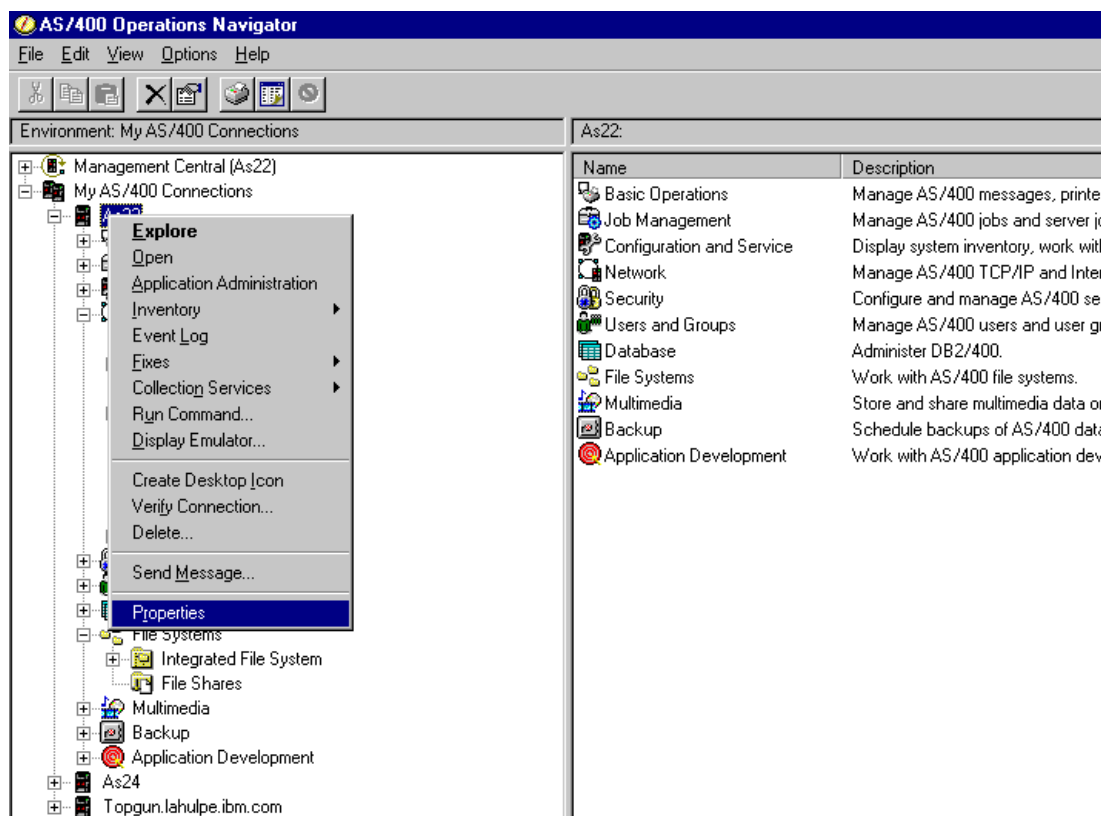 AS/400 Operations Navigator
File Edit View Options Help
Environment: My AS/400 Connections
As22:
Management Central (As22)
My AS/400 Connections
As22
Explore
Open
Application Administration
Inventory
Event Log
Fixes
Collection Services
Run Command...
Display Emulator...
Create Desktop Icon
Verify Connection...
Delete...
Send Message...
Properties
File Systems
Integrated File System
File Shares
Multimedia
Backup
Application Development
As24
Topgun.lahulpe.ibm.com
Name Description
Basic Operations Manage AS/400 messages, printe
Job Management Manage AS/400 jobs and server jo
Configuration and Service Display system inventory, work with
Network Manage AS/400 TCP/IP and Inter
Security Configure and manage AS/400 se
Users and Groups Manage AS/400 users and user gr
Database Administer DB2/400.
File Systems Work with AS/400 file systems.
Multimedia Store and share multimedia data or
Backup Schedule backups of AS/400 data
Application Development Work with AS/400 application dev